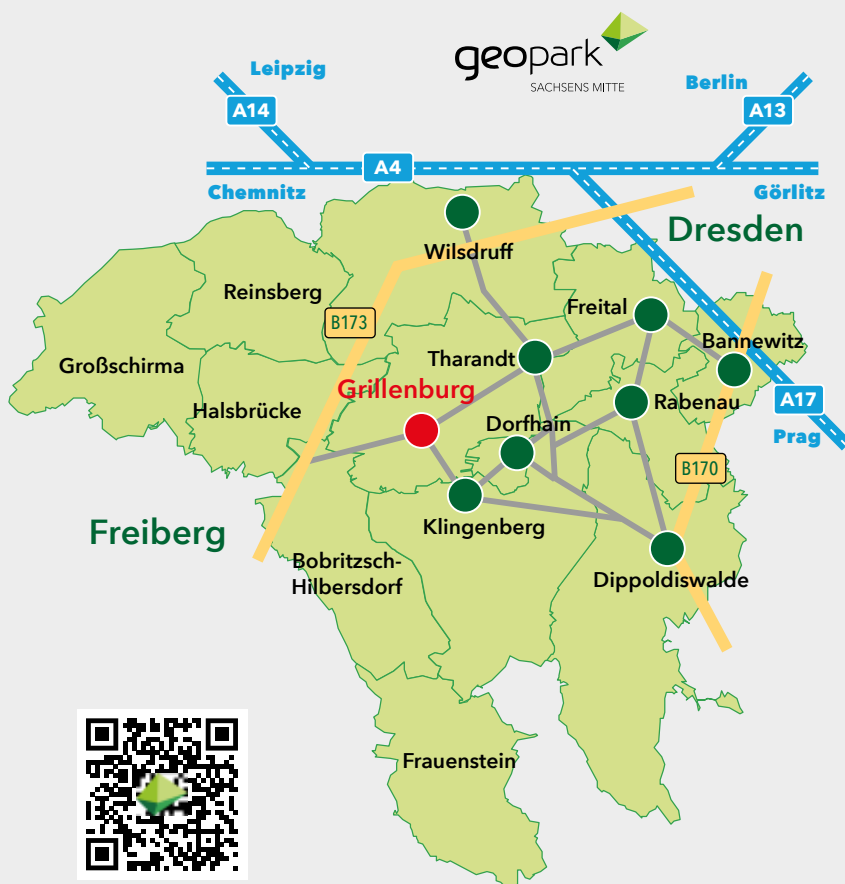 geopark
SACHSENS MITTE
Leipzig
Berlin
A14
A13
A4
Chemnitz
Görlitz
Dresden
Wilsdruff
Reinsberg
Freital
B173
Bannewitz
Großschirma
Tharandt
Grillenburg
A17
Halsbrücke
Rabenau
Dorfhain
Prag
B170
Klingenberg
Freiberg
Bobritzsch-
Hilbersdorf
Dippoldiswalde
Frauenstein